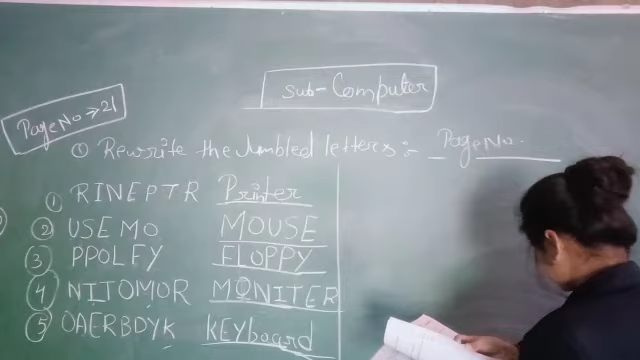 Sub- Computer
Page No ⇒ 21
① Rewrite the Jumbled letters :- Page No.
① RINEPTR Printer
② USEMO MOUSE
③ PPOLFY FLOPPY
④ NITOMOR MONITER
⑤ OAERBDYK KEYboard